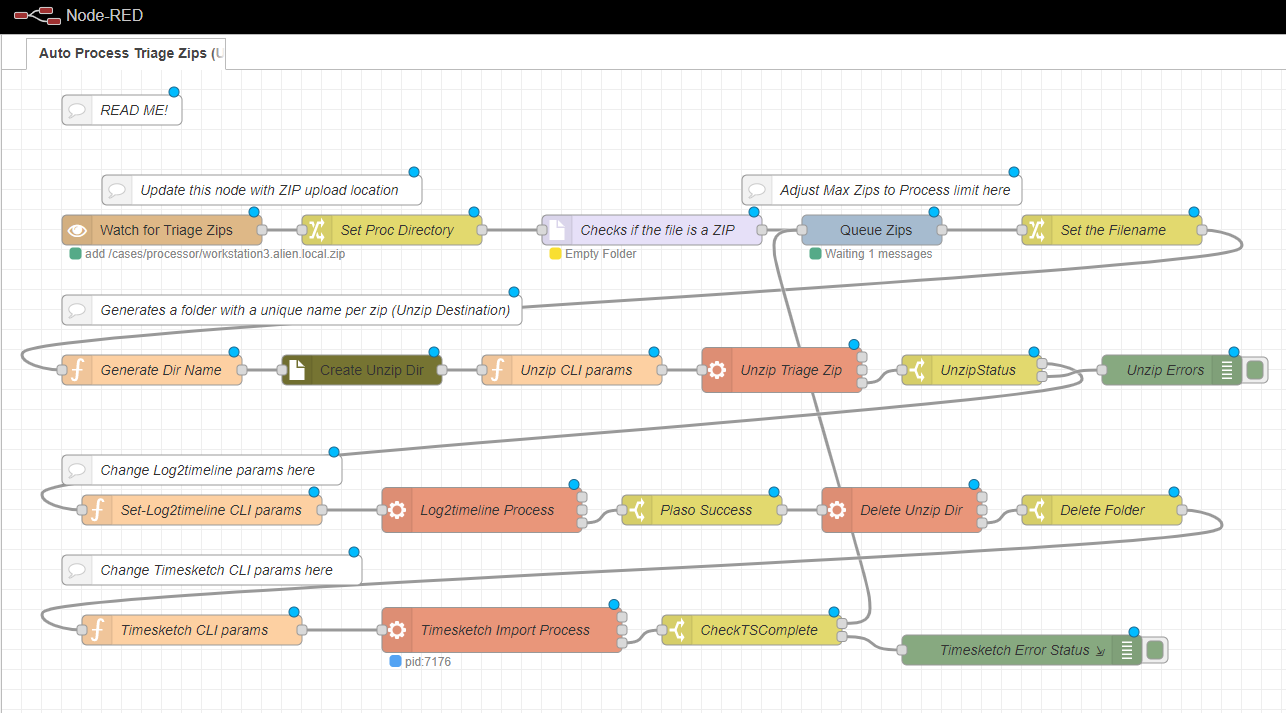 Node-RED
Auto Process Triage Zips (U
READ ME!
Update this node with ZIP upload location
Adjust Max Zips to Process limit here
Watch for Triage Zips
Set Proc Directory
Checks if the file is a ZIP
Queue Zips
Set the Filename
add /cases/processor/workstation3.alien.local.zip
Empty Folder
Waiting 1 messages
Generates a folder with a unique name per zip (Unzip Destination)
Generate Dir Name
Create Unzip Dir
Unzip CLI params
Unzip Triage Zip
UnzipStatus
Unzip Errors
Change Log2timeline params here
Set-Log2timeline CLI params
Log2timeline Process
Plaso Success
Delete Unzip Dir
Delete Folder
Change Timesketch CLI params here
Timesketch CLI params
Timesketch Import Process
CheckTSComplete
Timesketch Error Status ⇲
pid:7176